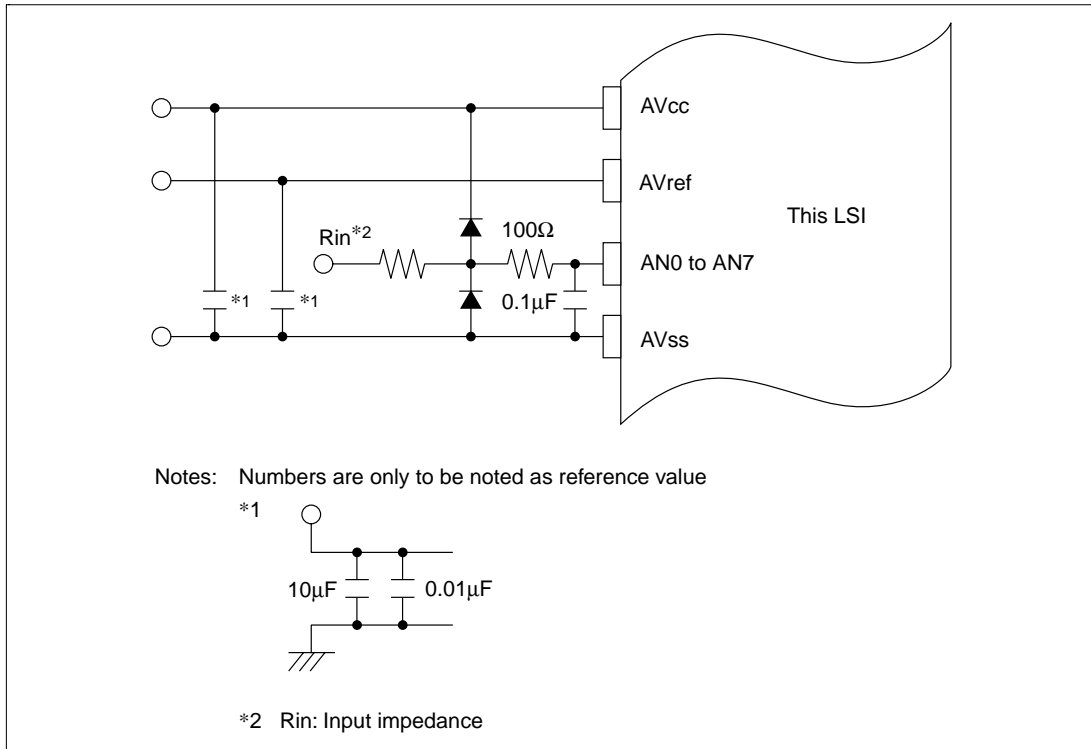 AVcc
AVref
This LSI
Rin*2
100Ω
AN0 to AN7
*1
*1
0.1μF
AVss
Notes: Numbers are only to be noted as reference value
*1
10μF
0.01μF
*2 Rin: Input impedance